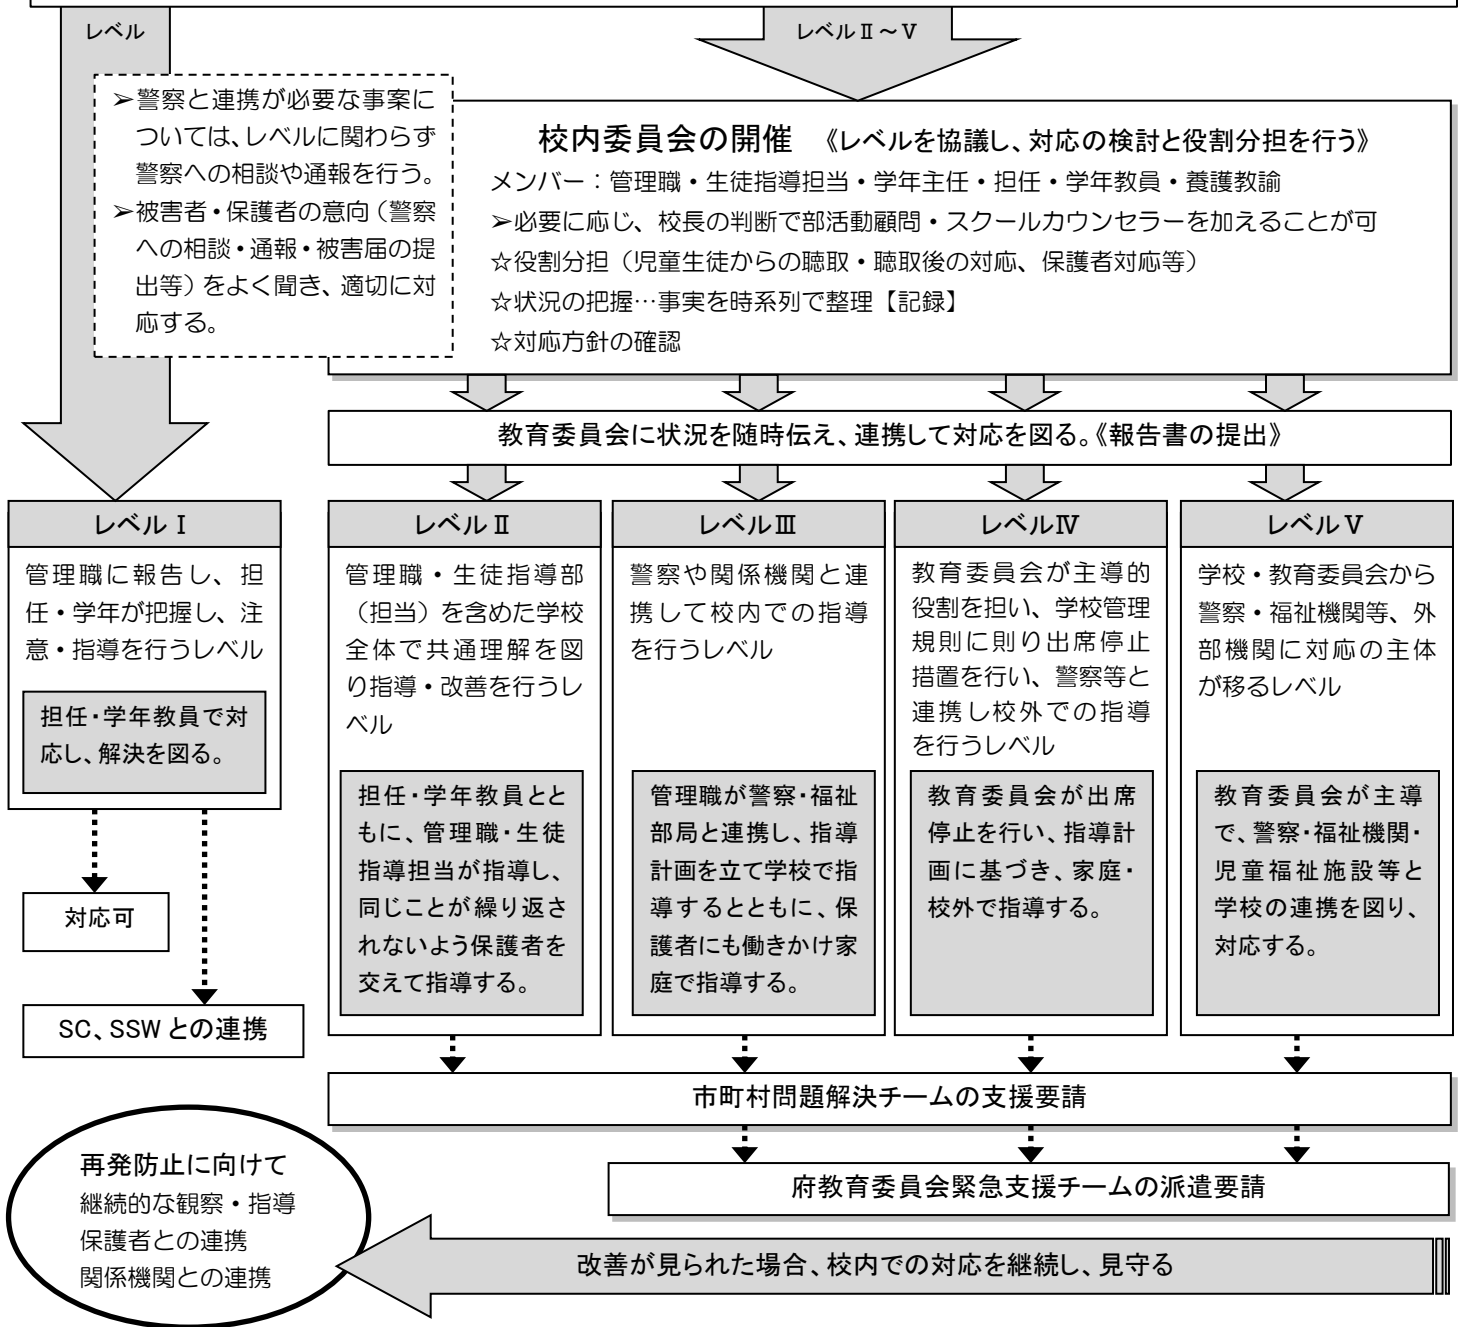 レベル
レベルⅡ～Ⅴ
➢警察と連携が必要な事案に
ついては、レベルに関わらず
警察への相談や通報を行う。
➢被害者・保護者の意向（警察
への相談・通報・被害届の提
出等）をよく聞き、適切に対
応する。
校内委員会の開催　《レベルを協議し、対応の検討と役割分担を行う》
メンバー：管理職・生徒指導担当・学年主任・担任・学年教員・養護教諭
➢必要に応じ、校長の判断で部活動顧問・スクールカウンセラーを加えることが可
☆役割分担（児童生徒からの聴取・聴取後の対応、保護者対応等）
☆状況の把握…事実を時系列で整理【記録】
☆対応方針の確認
教育委員会に状況を随時伝え、連携して対応を図る。《報告書の提出》
レベルⅠ
管理職に報告し、担
任・学年が把握し、注
意・指導を行うレベル
担任・学年教員で対
応し、解決を図る。
対応可
SC、SSWとの連携
レベルⅡ
管理職・生徒指導部
（担当）を含めた学校
全体で共通理解を図
り指導・改善を行うレ
ベル
担任・学年教員とと
もに、管理職・生徒
指導担当が指導し、
同じことが繰り返さ
れないよう保護者を
交えて指導する。
レベルⅢ
警察や関係機関と連
携して校内での指導
を行うレベル
管理職が警察・福祉
部局と連携し、指導
計画を立て学校で指
導するとともに、保
護者にも働きかけ家
庭で指導する。
レベルⅣ
教育委員会が主導的
役割を担い、学校管理
規則に則り出席停止
措置を行い、警察等と
連携し校外での指導
を行うレベル
教育委員会が出席
停止を行い、指導計
画に基づき、家庭・
校外で指導する。
レベルⅤ
学校・教育委員会から
警察・福祉機関等、外
部機関に対応の主体
が移るレベル
教育委員会が主導
で、警察・福祉機関・
児童福祉施設等と
学校の連携を図り、
対応する。
市町村問題解決チームの支援要請
府教育委員会緊急支援チームの派遣要請
改善が見られた場合、校内での対応を継続し、見守る
再発防止に向けて
継続的な観察・指導
保護者との連携
関係機関との連携